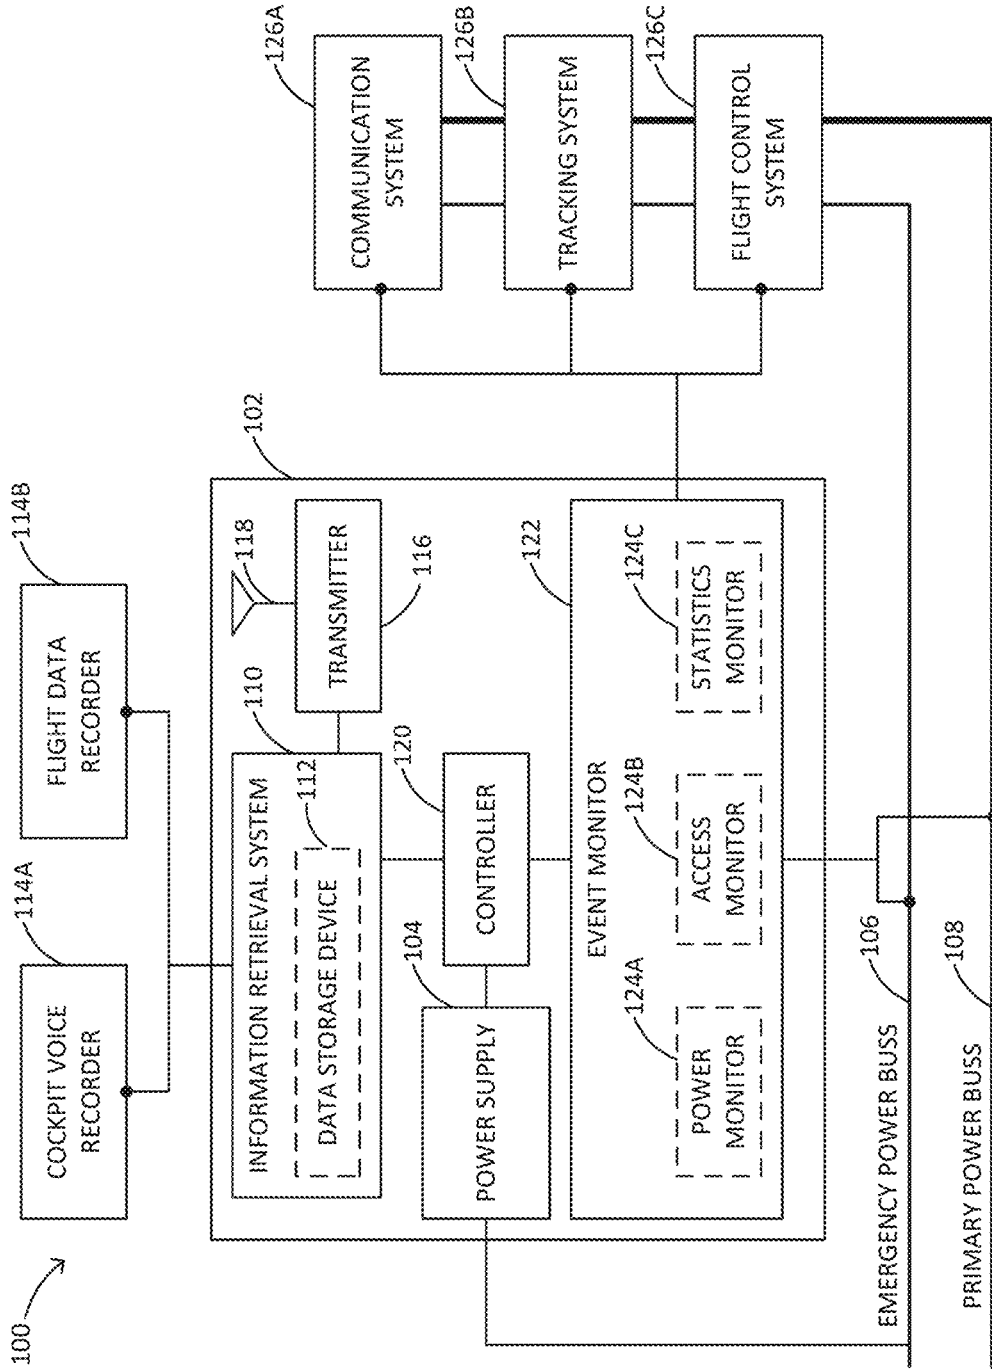 100
COCKPIT VOICE
RECORDER
114A
FLIGHT DATA
RECORDER
114B
102
INFORMATION RETRIEVAL SYSTEM
110
DATA STORAGE DEVICE
112
118
TRANSMITTER
116
POWER SUPPLY
104
CONTROLLER
120
EVENT MONITOR
122
POWER
MONITOR
124A
ACCESS
MONITOR
124B
STATISTICS
MONITOR
124C
COMMUNICATION
SYSTEM
126A
TRACKING SYSTEM
126B
FLIGHT CONTROL
SYSTEM
126C
EMERGENCY POWER BUSS
106
PRIMARY POWER BUSS
108